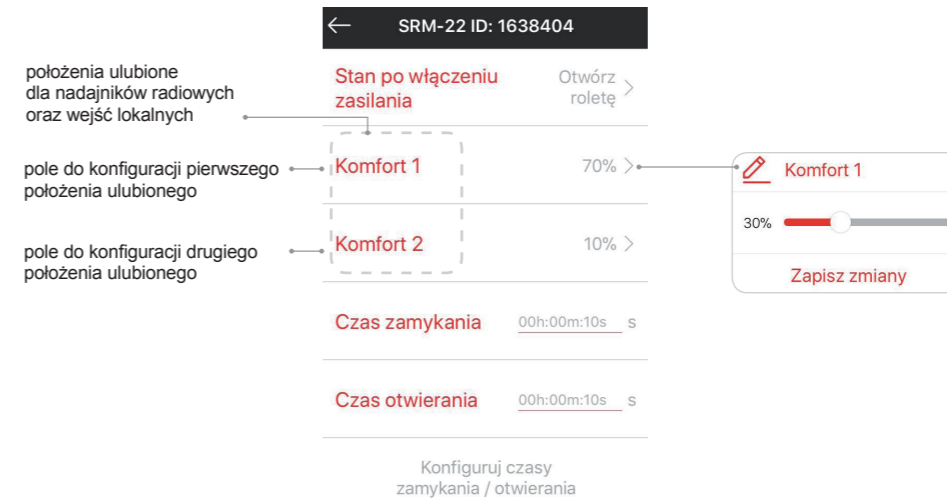 SRM-22 ID: 1638404
położenia ulubione
dla nadajników radiowych
oraz wejść lokalnych
Stan po włączeniu
zasilania
Otwórz
roletę
pole do konfiguracji pierwszego
położenia ulubionego
Komfort 1
70%
Komfort 1
30%
Zapisz zmiany
pole do konfiguracji drugiego
położenia ulubionego
Komfort 2
10%
Czas zamykania
00h:00m:10s s
Czas otwierania
00h:00m:10s s
Konfiguruj czasy
zamykania / otwierania